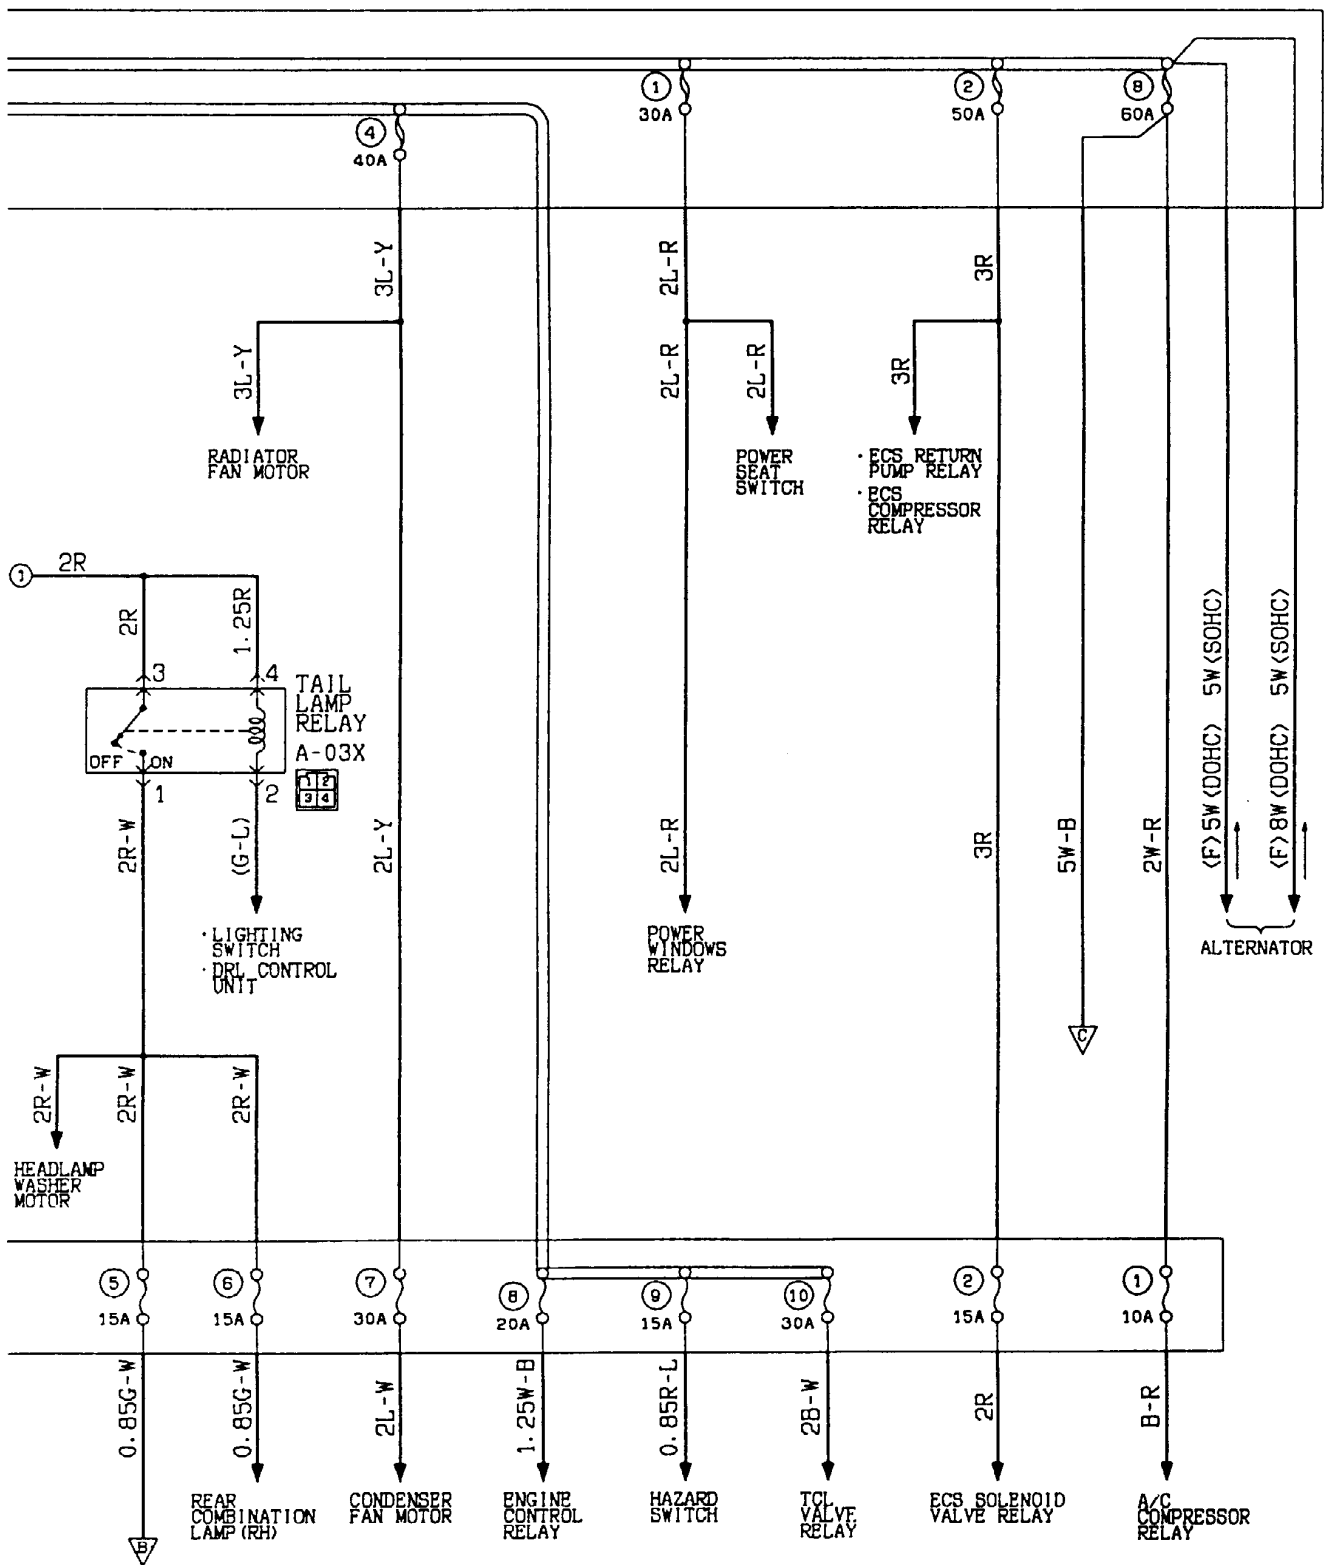 1
30A
2
50A
8
60A
4
40A
3L-Y
2L-R
3R
3L-Y
2L-R
2L-R
3R
RADIATOR
FAN MOTOR
POWER
SEAT
SWITCH
· ECS RETURN
PUMP RELAY
· ECS
COMPRESSOR
RELAY
1
2R
2R
1.25R
5W<SOHC>
5W<SOHC>
3
4
TAIL
LAMP
RELAY
A-03X
OFF
ON
1 2
3 4
1
2
2R-W
(G-L)
2L-Y
2L-R
3R
5W-B
2W-R
<F>5W<DOHC>
<F>8W<DOHC>
· LIGHTING
SWITCH
· DRL CONTROL
UNIT
POWER
WINDOWS
RELAY
ALTERNATOR
C
2R-W
2R-W
2R-W
HEADLAMP
WASHER
MOTOR
5
15A
6
15A
7
30A
8
20A
9
15A
10
30A
2
15A
1
10A
0.85G-W
0.85G-W
2L-W
1.25W-B
0.85R-L
2B-W
2R
B-R
REAR
COMBINATION
LAMP(RH)
CONDENSER
FAN MOTOR
ENGINE
CONTROL
RELAY
HAZARD
SWITCH
TCL
VALVE
RELAY
ECS SOLENOID
VALVE RELAY
A/C
COMPRESSOR
RELAY
B